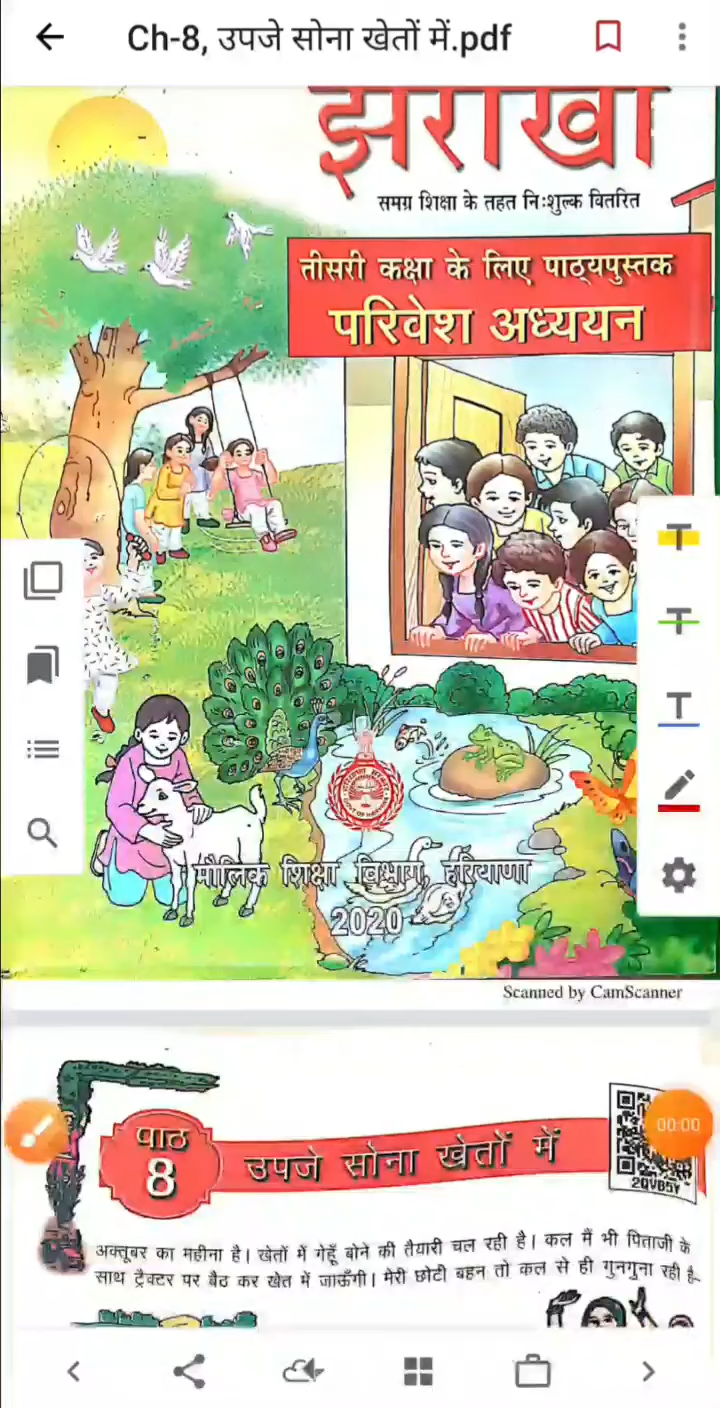 Ch-8, उपजे सोना खेतों में.pdf
झरोखा
समग्र शिक्षा के तहत निःशुल्क वितरित
तीसरी कक्षा के लिए पाठ्यपुस्तक
परिवेश अध्ययन
T
T
T
मौलिक शिक्षा विभाग, हरियाणा
2020
Scanned by CamScanner
पाठ
8
उपजे सोना खेतों में
00:00
2QVB5Y
अक्तूबर का महीना है। खेतों में गेहूँ बोने की तैयारी चल रही है। कल मैं भी पिताजी के
साथ ट्रैक्टर पर बैठ कर खेत में जाऊँगी। मेरी छोटी बहन तो कल से ही गुनगुना रही है-